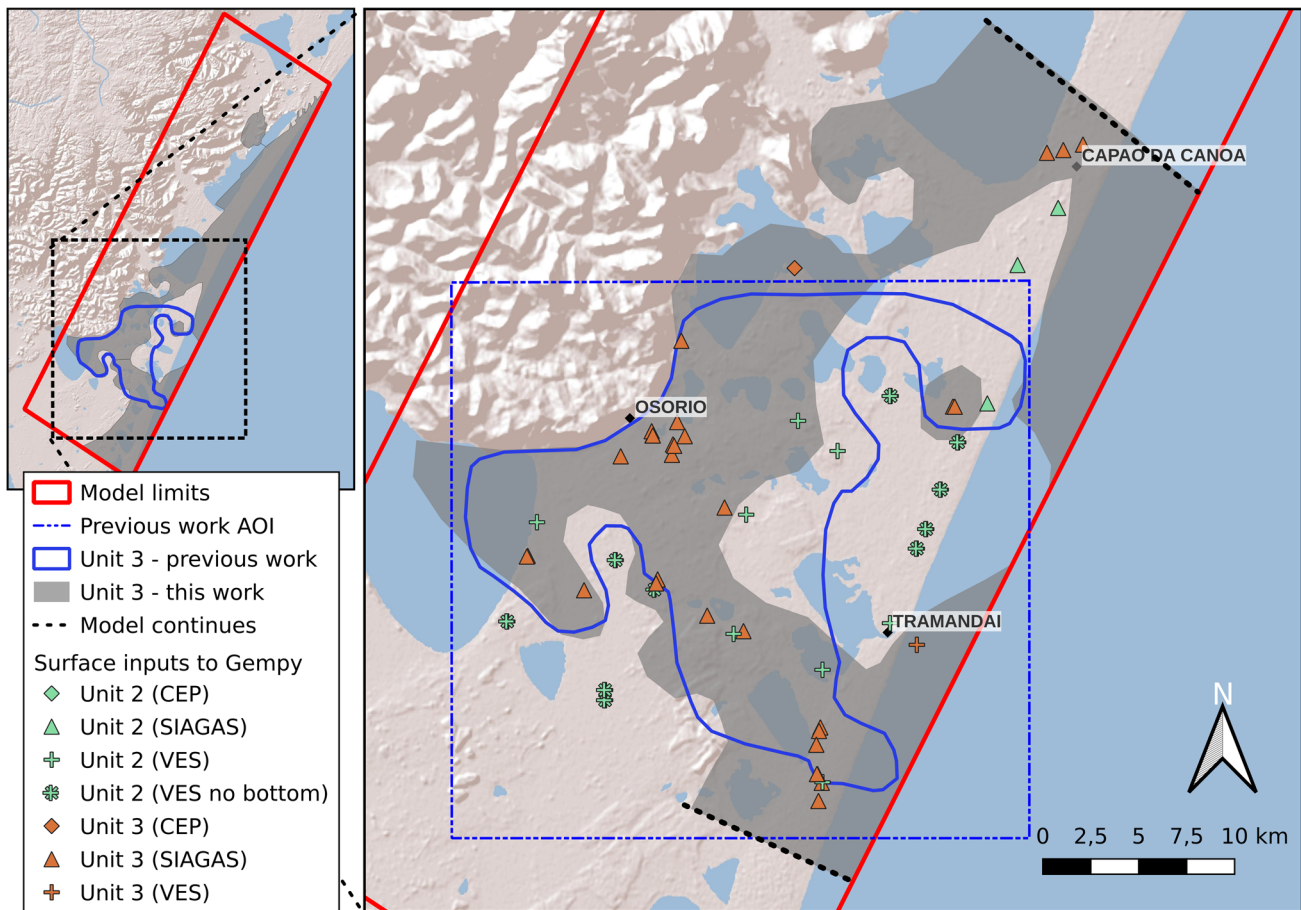 CAPAO DA CANOA
OSORIO
TRAMANDAI
Model limits
Previous work AOI
Unit 3 - previous work
Unit 3 - this work
Model continues
Surface inputs to Gempy
Unit 2 (CEP)
Unit 2 (SIAGAS)
Unit 2 (VES)
Unit 2 (VES no bottom)
Unit 3 (CEP)
Unit 3 (SIAGAS)
Unit 3 (VES)
N
0 2,5 5 7,5 10 km